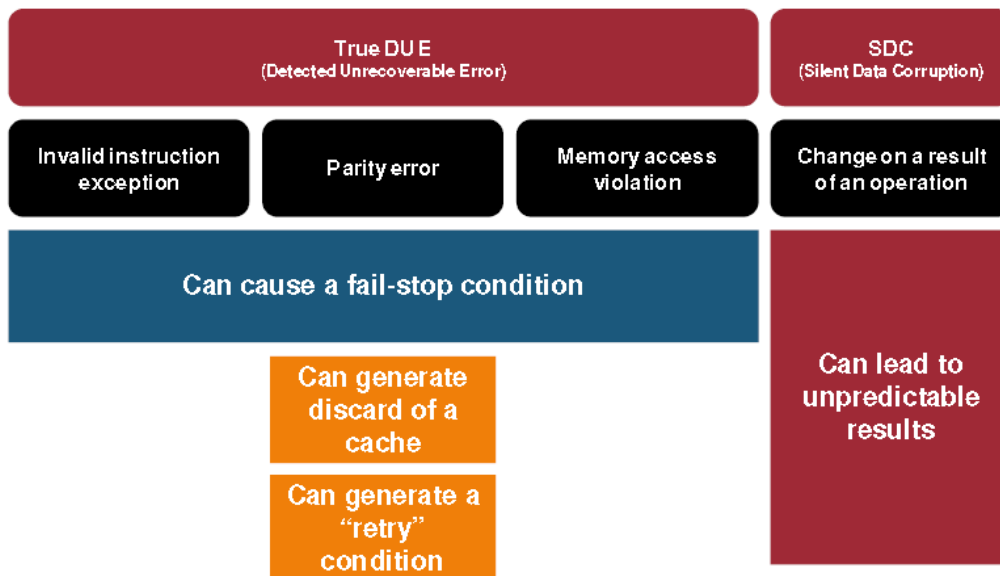 True DUE
(Detected Unrecoverable Error)
SDC
(Silent Data Corruption)
Invalid instruction
exception
Parity error
Memory access
violation
Change on a result
of an operation
Can cause a fail-stop condition
Can generate
discard of a
cache
Can generate a
“retry”
condition
Can lead to
unpredictable
results